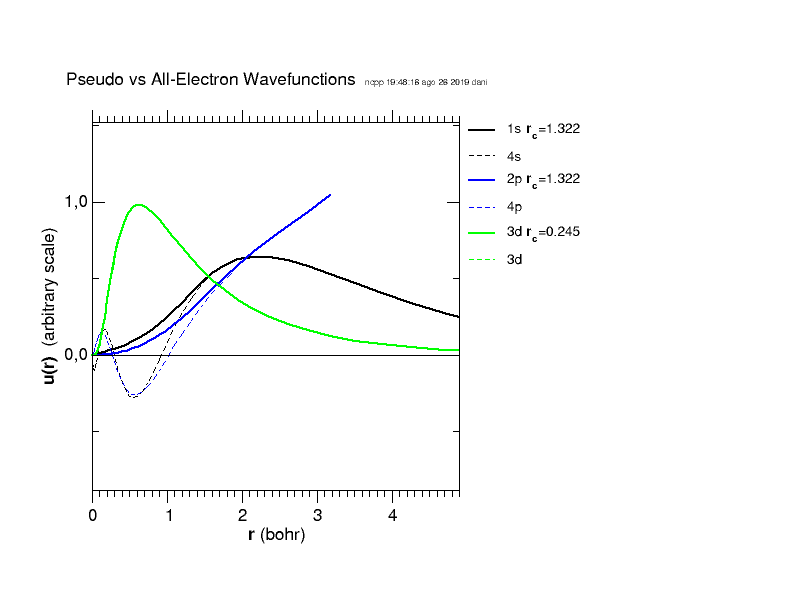 Pseudo vs All-Electron Wavefunctions ncpp 19:48:16 ago 26 2019 dani
1s rc=1.322
4s
2p rc=1.322
4p
3d rc=0.245
3d
1,0
0,0
u(r) (arbitrary scale)
0 1 2 3 4
r (bohr)